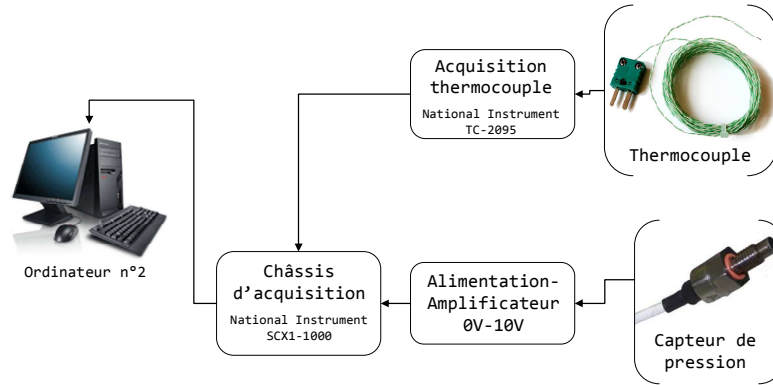 Acquisition
thermocouple
National Instrument
TC-2095
Thermocouple
Ordinateur n°2
Châssis
d’acquisition
National Instrument
SCX1-1000
Alimentation-
Amplificateur
0V-10V
Capteur de
pression